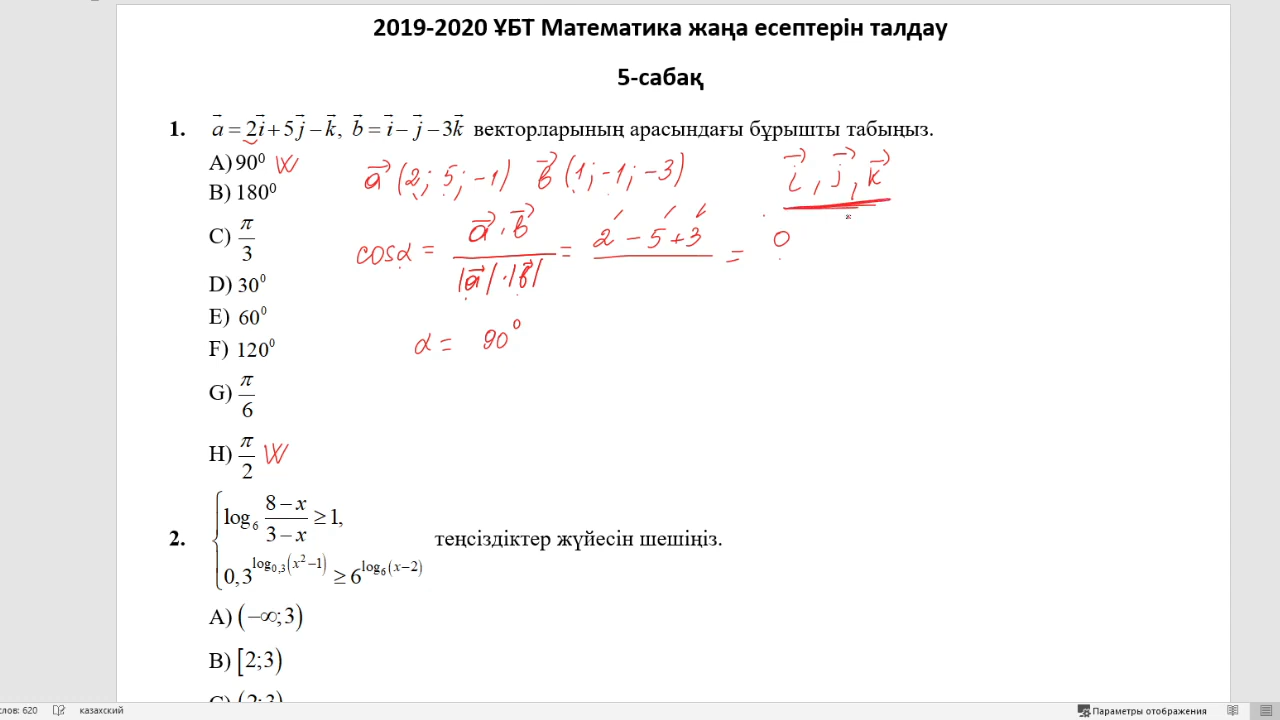 2019-2020 ҰБТ Математика жаңа есептерін талдау
5-сабақ
1. a⃗ = 2i⃗ + 5j⃗ − k⃗, b⃗ = i⃗ − j⃗ − 3k⃗ векторларының арасындағы бұрышты табыңыз.
A) 90⁰ W
a⃗ (2; 5; −1) b⃗ (1; −1; −3)
i⃗, j⃗, k⃗
B) 180⁰
C) π/3
cosα = a⃗ · b⃗ / |a⃗| · |b⃗| = 2 − 5 + 3 = 0
D) 30⁰
E) 60⁰
F) 120⁰
α = 90⁰
G) π/6
H) π/2 W
2. { log₆ (8 − x)/(3 − x) ≥ 1,
0,3^(log₀,₃(x² − 1)) ≥ 6^(log₆(x − 2))
теңсіздіктер жүйесін шешіңіз.
A) (−∞; 3)
B) [2; 3)
слов: 620 казахский Параметры отображения